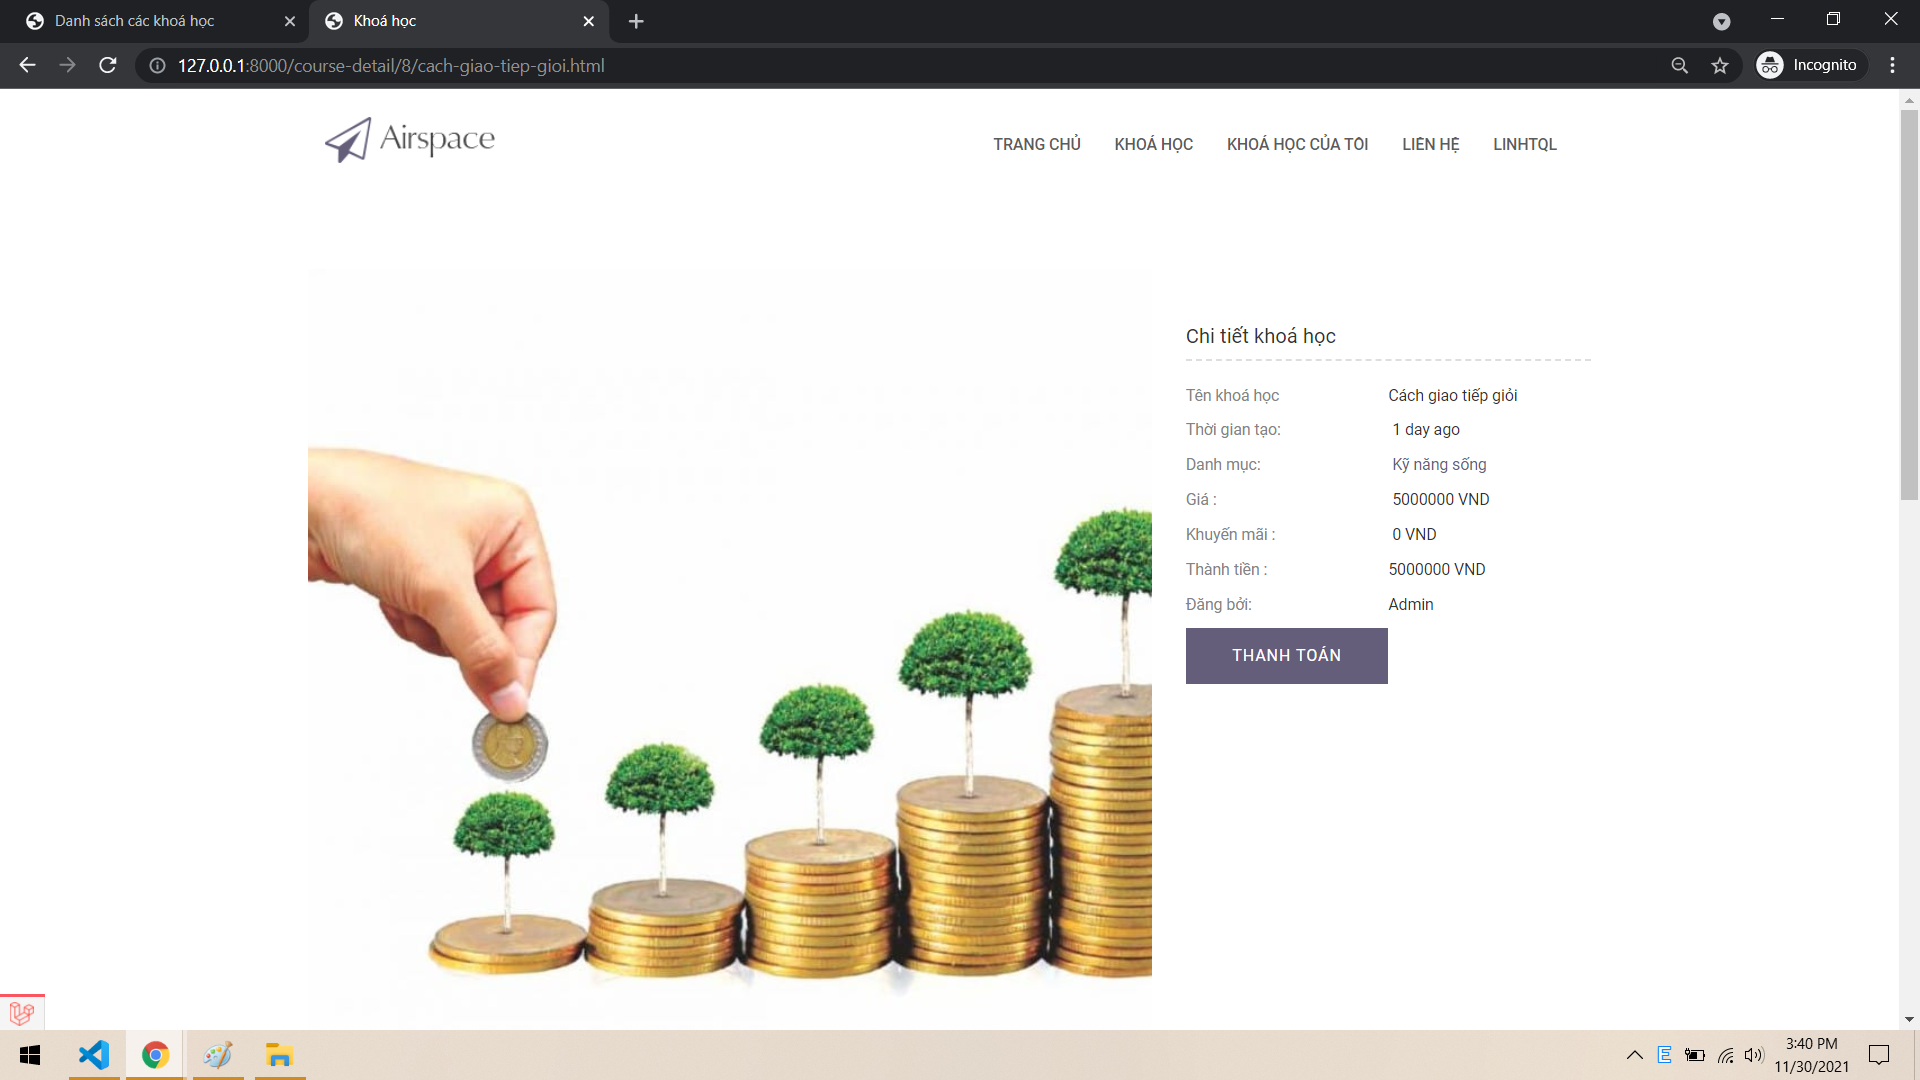 Danh sách các khoá học
Khoá học
127.0.0.1:8000/course-detail/8/cach-giao-tiep-gioi.html
Incognito
Airspace
TRANG CHỦ KHOÁ HỌC KHOÁ HỌC CỦA TÔI LIÊN HỆ LINHTQL
Chi tiết khoá học
Tên khoá học Cách giao tiếp giỏi
Thời gian tạo: 1 day ago
Danh mục: Kỹ năng sống
Giá : 5000000 VND
Khuyến mãi : 0 VND
Thành tiền : 5000000 VND
Đăng bởi: Admin
THANH TOÁN
E
3:40 PM
11/30/2021